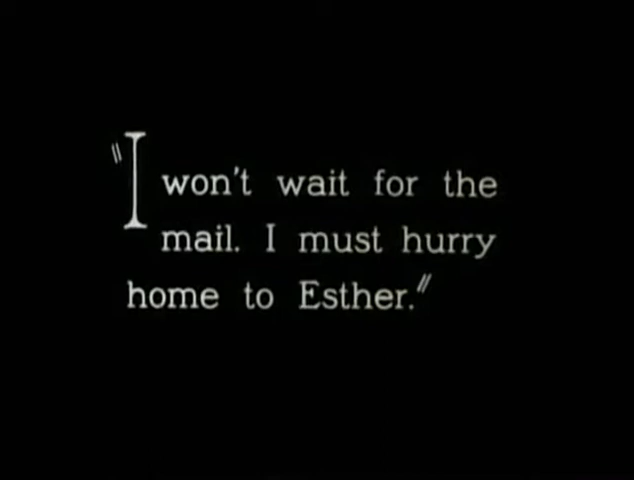 "I won't wait for the
mail. I must hurry
home to Esther."